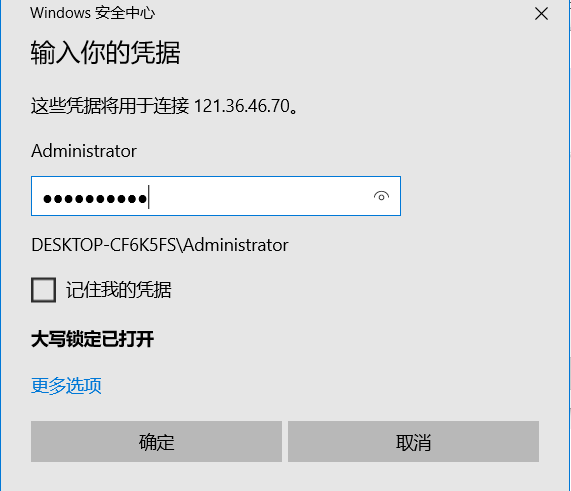 Windows 安全中心
输入你的凭据
这些凭据将用于连接 121.36.46.70。
Administrator
●●●●●●●●●●
DESKTOP-CF6K5FS\Administrator
记住我的凭据
大写锁定已打开
更多选项
确定 取消